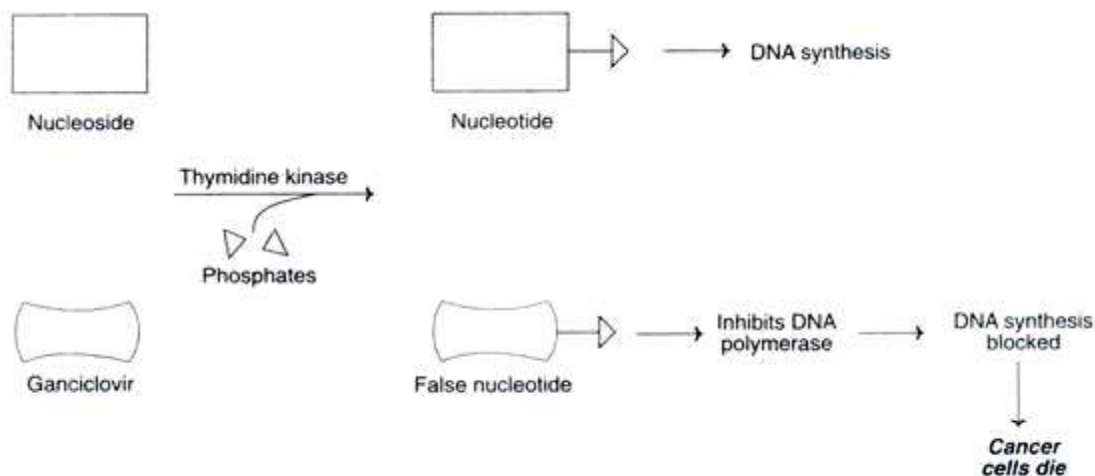 DNA synthesis
Nucleoside
Nucleotide
Thymidine kinase
Phosphates
Inhibits DNA
polymerase
DNA synthesis
blocked
Ganciclovir
False nucleotide
Cancer
cells die